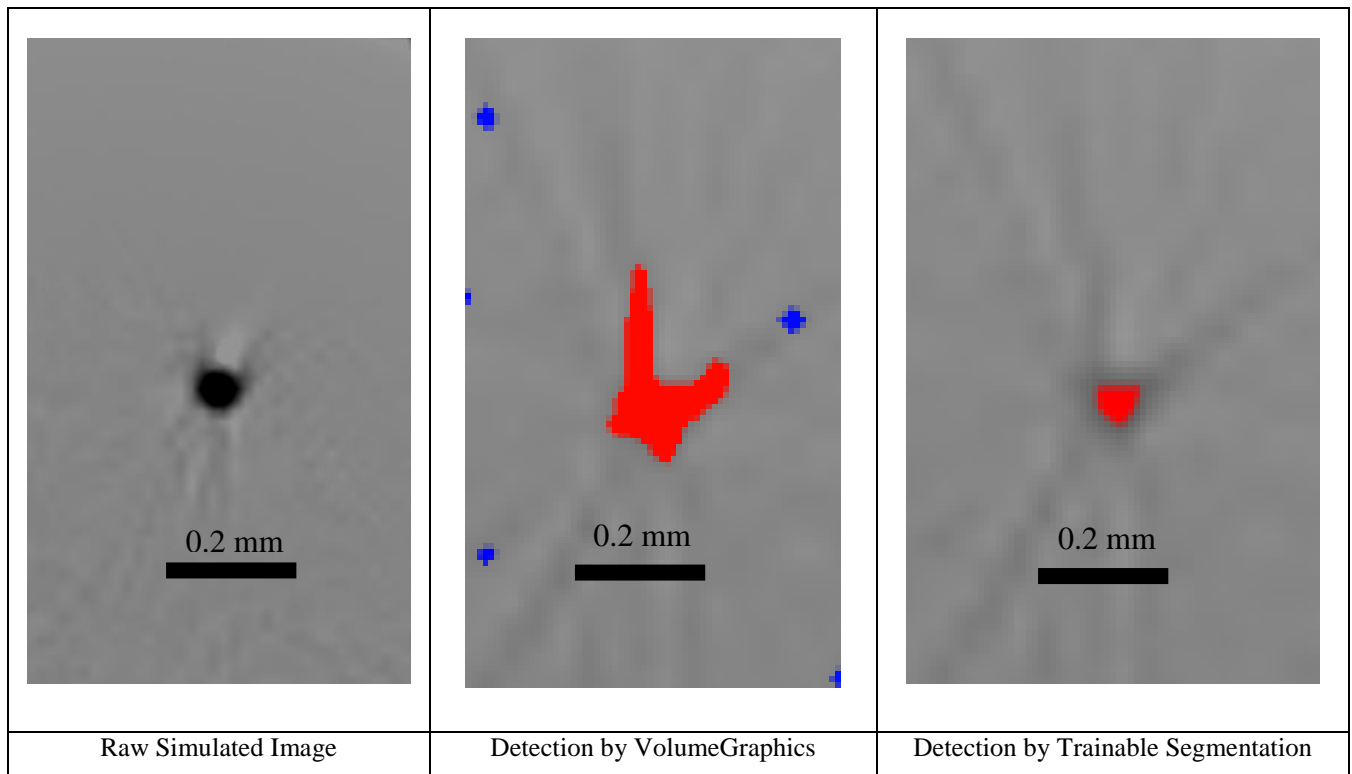 0.2 mm
0.2 mm
0.2 mm
Raw Simulated Image
Detection by VolumeGraphics
Detection by Trainable Segmentation